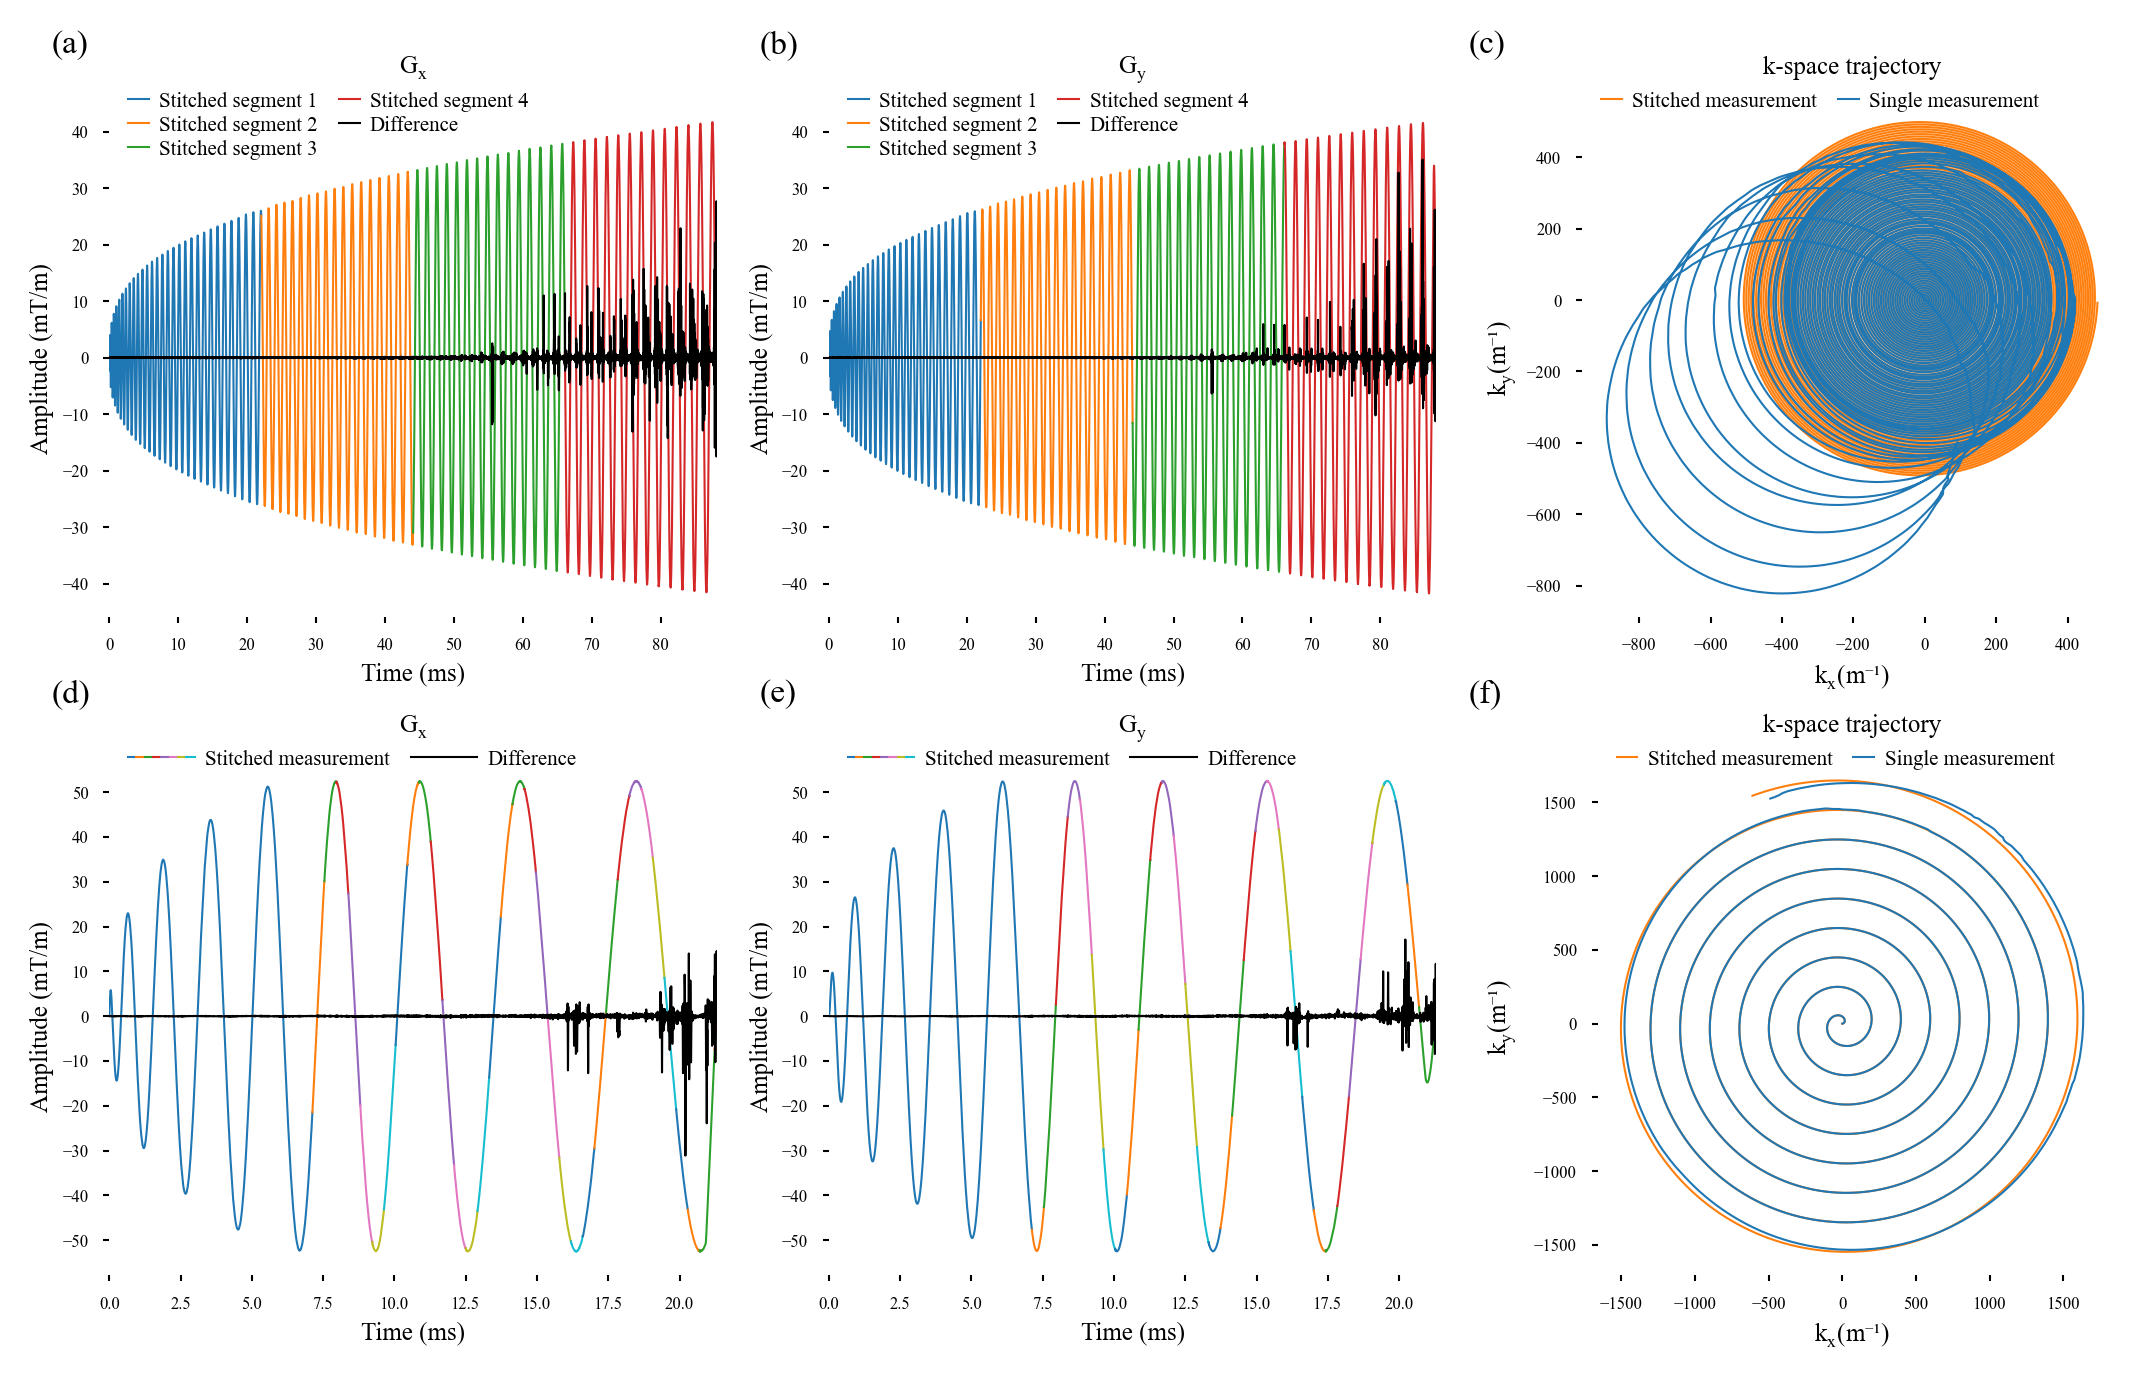 (a)
G_x
Stitched segment 1
Stitched segment 2
Stitched segment 3
Stitched segment 4
Difference
Amplitude (mT/m)
40
30
20
10
0
−10
−20
−30
−40
0 10 20 30 40 50 60 70 80
Time (ms)
(b)
G_y
Stitched segment 1
Stitched segment 2
Stitched segment 3
Stitched segment 4
Difference
Amplitude (mT/m)
40
30
20
10
0
−10
−20
−30
−40
0 10 20 30 40 50 60 70 80
Time (ms)
(c)
k-space trajectory
Stitched measurement Single measurement
k_y(m⁻¹)
400
200
0
−200
−400
−600
−800
−800 −600 −400 −200 0 200 400
k_x(m⁻¹)
(d)
G_x
Stitched measurement Difference
Amplitude (mT/m)
50
40
30
20
10
0
−10
−20
−30
−40
−50
0.0 2.5 5.0 7.5 10.0 12.5 15.0 17.5 20.0
Time (ms)
(e)
G_y
Stitched measurement Difference
Amplitude (mT/m)
50
40
30
20
10
0
−10
−20
−30
−40
−50
0.0 2.5 5.0 7.5 10.0 12.5 15.0 17.5 20.0
Time (ms)
(f)
k-space trajectory
Stitched measurement Single measurement
k_y(m⁻¹)
1500
1000
500
0
−500
−1000
−1500
−1500 −1000 −500 0 500 1000 1500
k_x(m⁻¹)